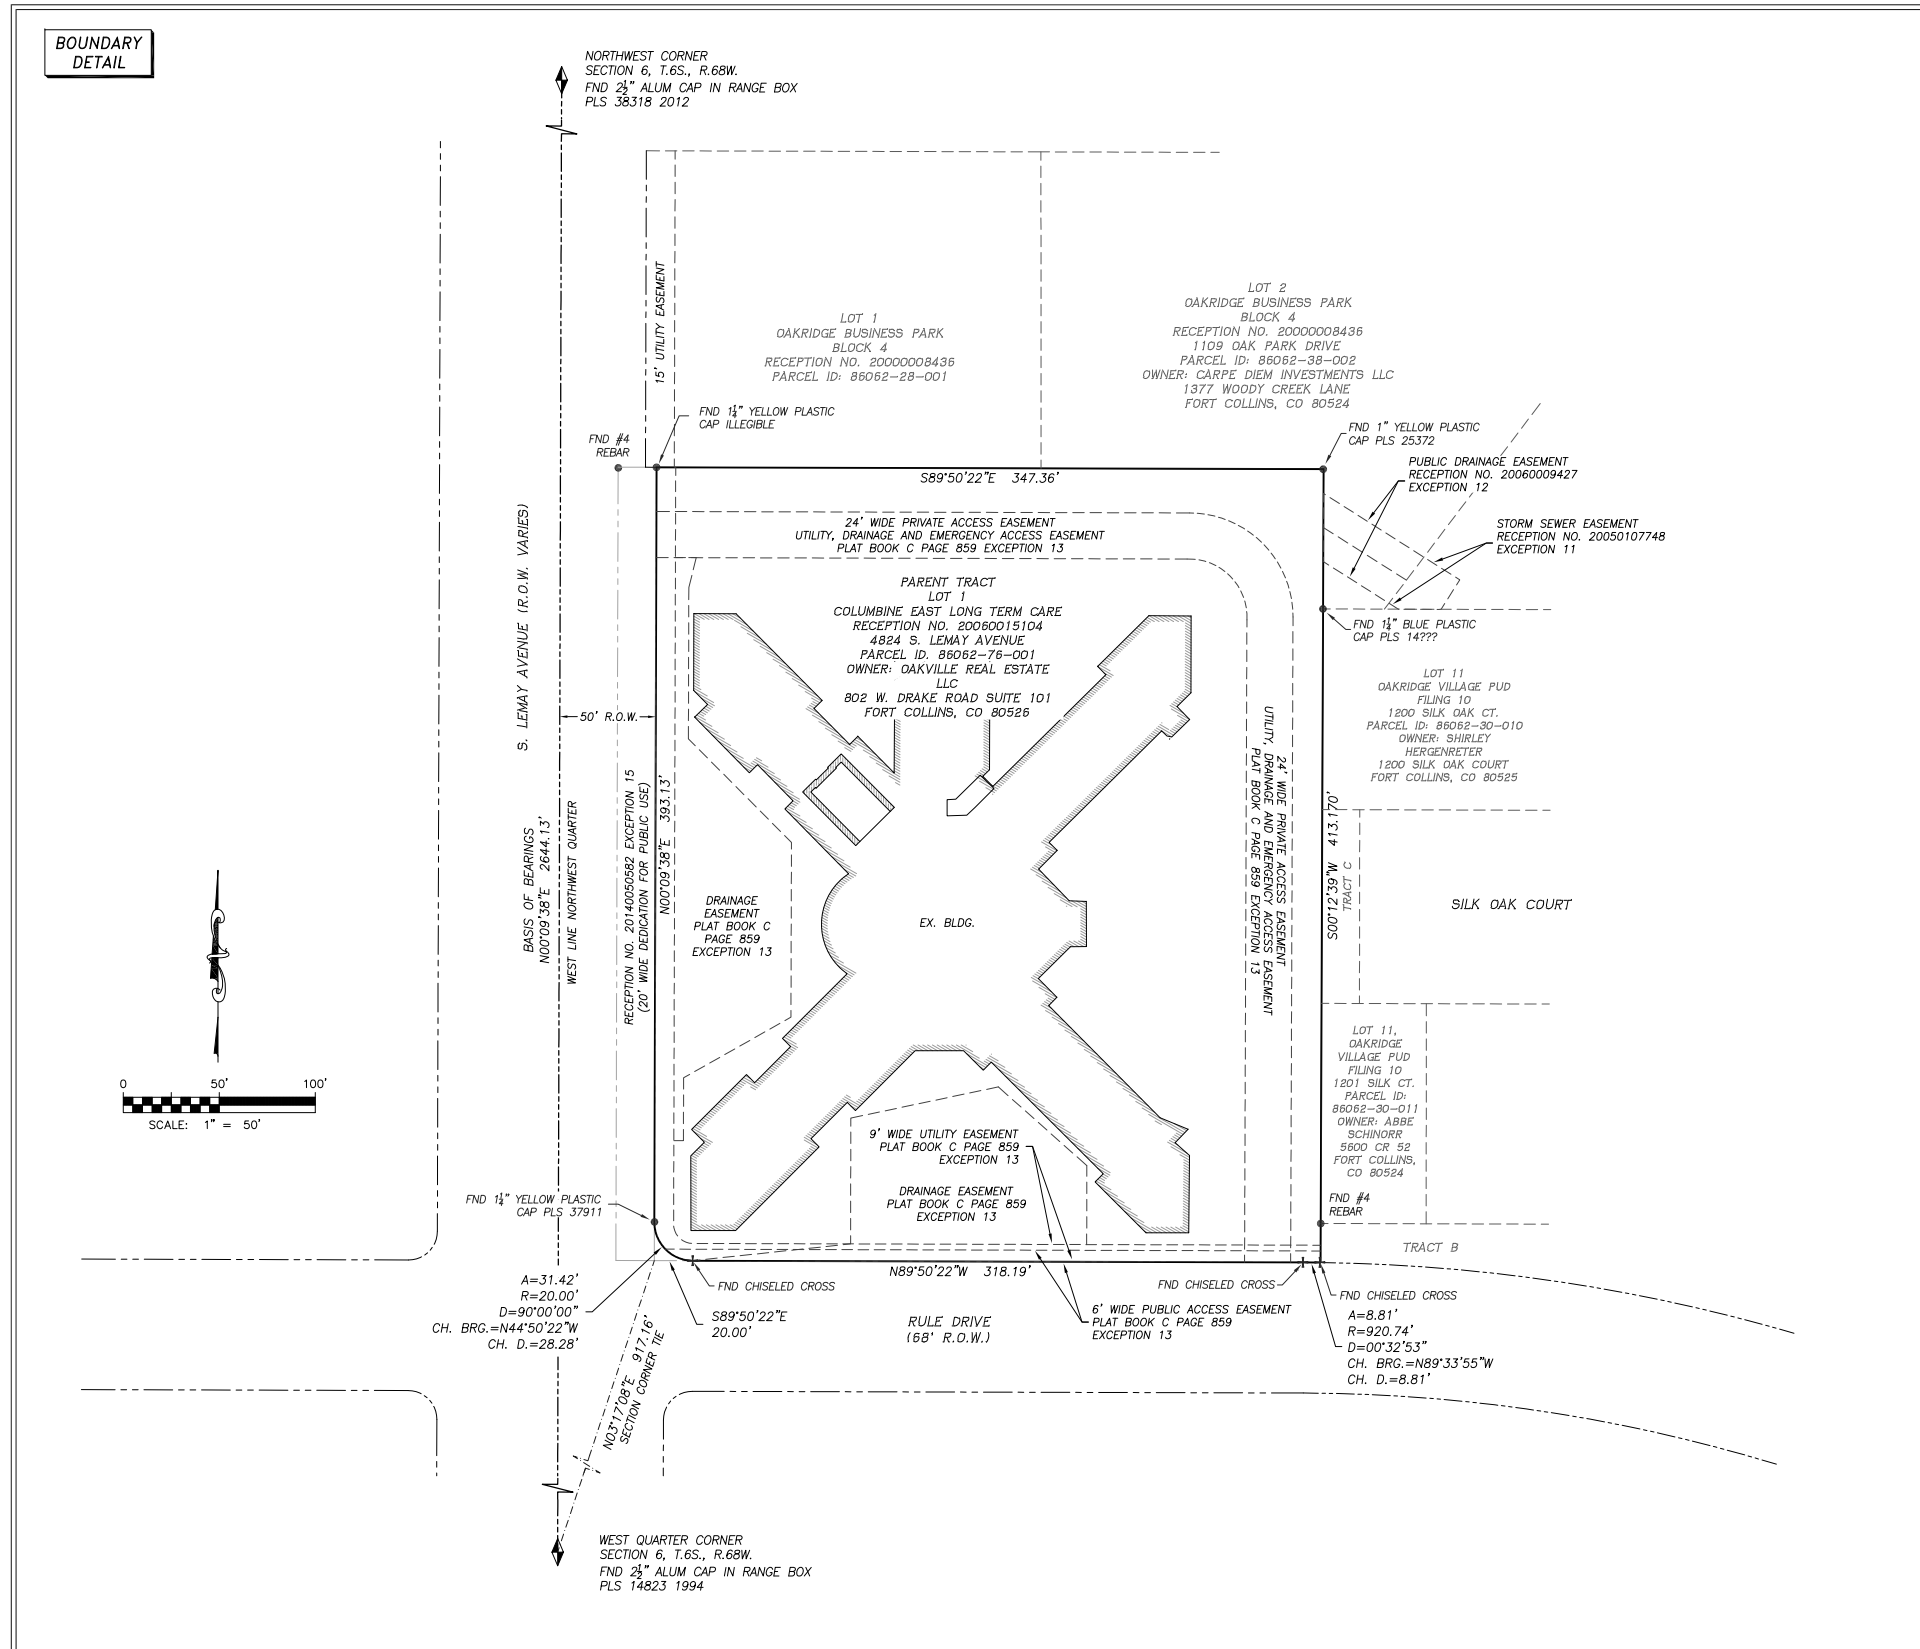 BOUNDARY
DETAIL
NORTHWEST CORNER
SECTION 6, T.6S., R.68W.
FND 2½" ALUM CAP IN RANGE BOX
PLS 38318 2012
15' UTILITY EASEMENT
LOT 1
OAKRIDGE BUSINESS PARK
BLOCK 4
RECEPTION NO. 20000008436
PARCEL ID: 86062-28-001
LOT 2
OAKRIDGE BUSINESS PARK
BLOCK 4
RECEPTION NO. 20000008436
1109 OAK PARK DRIVE
PARCEL ID: 86062-38-002
OWNER: CARPE DIEM INVESTMENTS LLC
1377 WOODY CREEK LANE
FORT COLLINS, CO 80524
FND 1¼" YELLOW PLASTIC
CAP ILLEGIBLE
FND #4
REBAR
FND 1" YELLOW PLASTIC
CAP PLS 25372
PUBLIC DRAINAGE EASEMENT
RECEPTION NO. 20060009427
EXCEPTION 12
S89°50'22"E 347.36'
STORM SEWER EASEMENT
RECEPTION NO. 20050107748
EXCEPTION 11
24' WIDE PRIVATE ACCESS EASEMENT
UTILITY, DRAINAGE AND EMERGENCY ACCESS EASEMENT
PLAT BOOK C PAGE 859 EXCEPTION 13
PARENT TRACT
LOT 1
COLUMBINE EAST LONG TERM CARE
RECEPTION NO. 20060015104
4824 S. LEMAY AVENUE
PARCEL ID. 86062-76-001
OWNER: OAKVILLE REAL ESTATE
LLC
802 W. DRAKE ROAD SUITE 101
FORT COLLINS, CO 80526
FND 1¼" BLUE PLASTIC
CAP PLS 14???
LOT 11
OAKRIDGE VILLAGE PUD
FILING 10
1200 SILK OAK CT.
PARCEL ID: 86062-30-010
OWNER: SHIRLEY
HERGENRETER
1200 SILK OAK COURT
FORT COLLINS, CO 80525
S. LEMAY AVENUE (R.O.W. VARIES)
50' R.O.W.
BASIS OF BEARINGS
N00°09'38"E 2644.13'
WEST LINE NORTHWEST QUARTER
RECEPTION NO. 20140050582 EXCEPTION 15
(20' WIDE DEDICATION FOR PUBLIC USE)
N00°09'38"E 393.13'
24' WIDE PRIVATE ACCESS EASEMENT
UTILITY, DRAINAGE AND EMERGENCY ACCESS EASEMENT
PLAT BOOK C PAGE 859 EXCEPTION 13
S00°12'39"W 413.170'
TRACT C
SILK OAK COURT
DRAINAGE
EASEMENT
PLAT BOOK C
PAGE 859
EXCEPTION 13
EX. BLDG.
0 50' 100'
SCALE: 1" = 50'
LOT 11,
OAKRIDGE
VILLAGE PUD
FILING 10
1201 SILK CT.
PARCEL ID:
86062-30-011
OWNER: ABBE
SCHINORR
5600 CR 52
FORT COLLINS,
CO 80524
9' WIDE UTILITY EASEMENT
PLAT BOOK C PAGE 859
EXCEPTION 13
DRAINAGE EASEMENT
PLAT BOOK C PAGE 859
EXCEPTION 13
FND 1¼" YELLOW PLASTIC
CAP PLS 37911
FND #4
REBAR
TRACT B
N89°50'22"W 318.19'
A=31.42'
R=20.00'
D=90°00'00"
CH. BRG.=N44°50'22"W
CH. D.=28.28'
FND CHISELED CROSS
S89°50'22"E
20.00'
RULE DRIVE
(68' R.O.W.)
FND CHISELED CROSS
6' WIDE PUBLIC ACCESS EASEMENT
PLAT BOOK C PAGE 859
EXCEPTION 13
FND CHISELED CROSS
A=8.81'
R=920.74'
D=00°32'53"
CH. BRG.=N89°33'55"W
CH. D.=8.81'
N03°17'08"E 917.16'
SECTION CORNER TIE
WEST QUARTER CORNER
SECTION 6, T.6S., R.68W.
FND 2½" ALUM CAP IN RANGE BOX
PLS 14823 1994